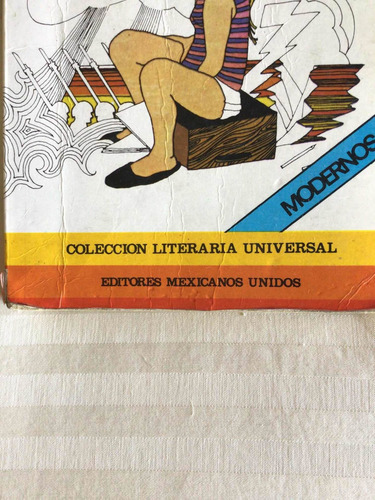 MODERNOS
COLECCION LITERARIA UNIVERSAL
EDITORES MEXICANOS UNIDOS